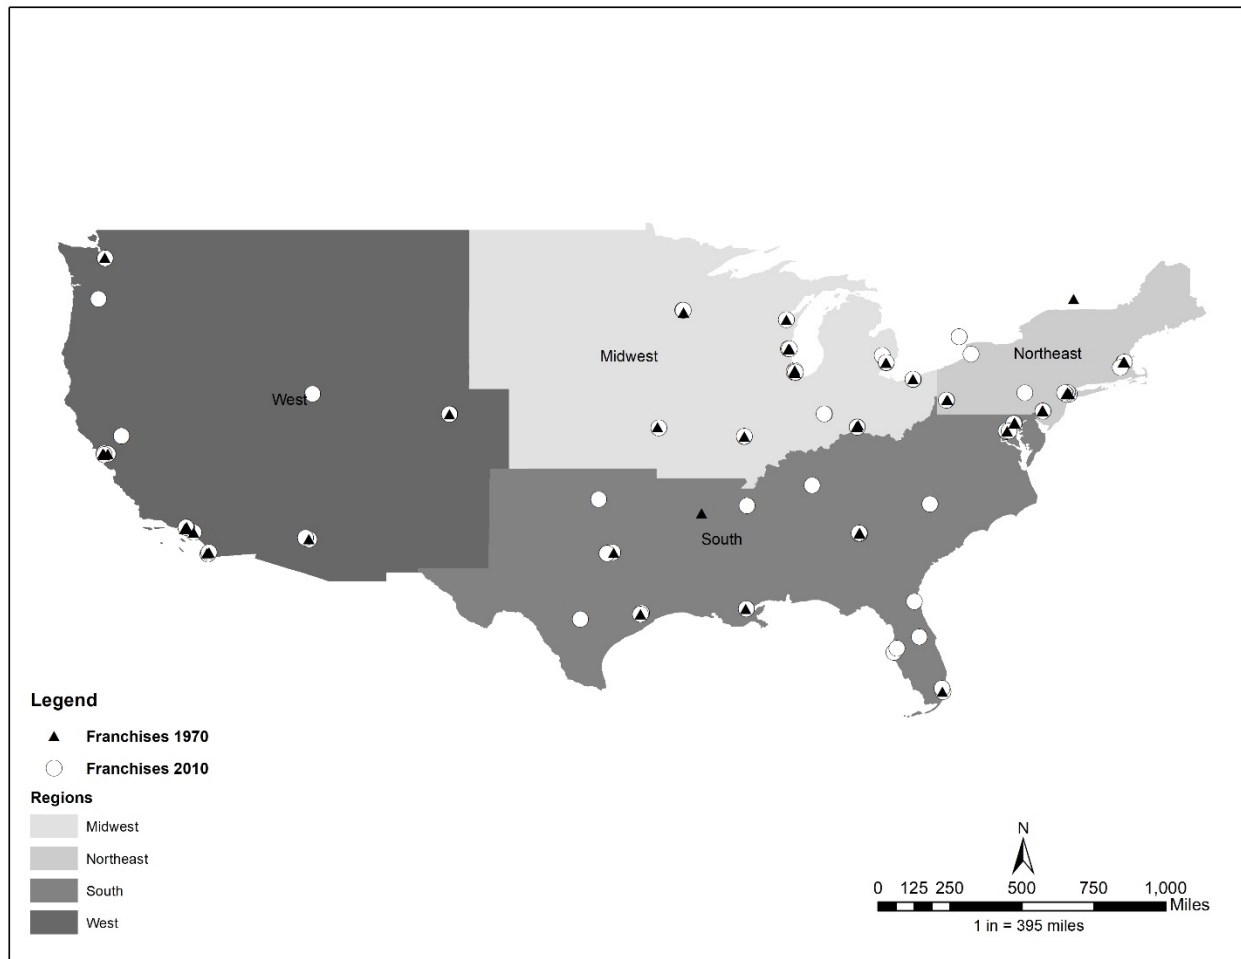 Midwest
Northeast
West
South
Legend
Franchises 1970
Franchises 2010
Regions
Midwest
Northeast
South
West
N
0 125 250 500 750 1,000
Miles
1 in = 395 miles